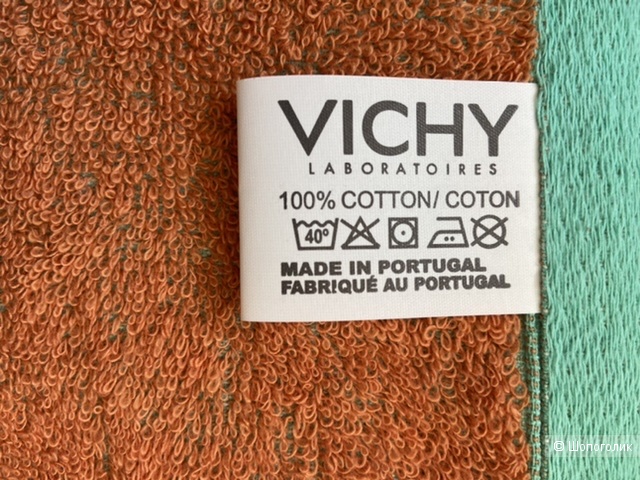 VICHY
LABORATOIRES
100% COTTON/ COTON
40°
MADE IN PORTUGAL
FABRIQUÉ AU PORTUGAL
© Шопоголик